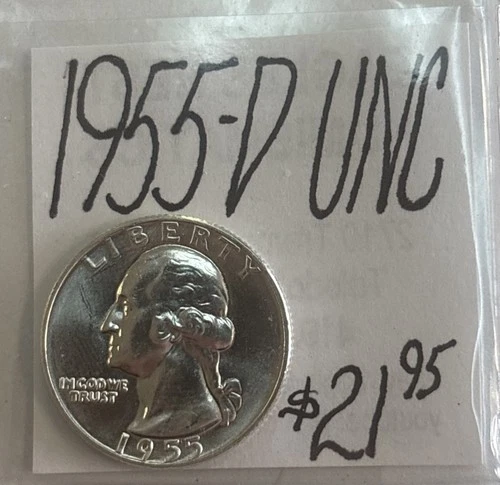 1955-D UNC
LIBERTY
IN GOD WE
TRUST
1955
$21.95